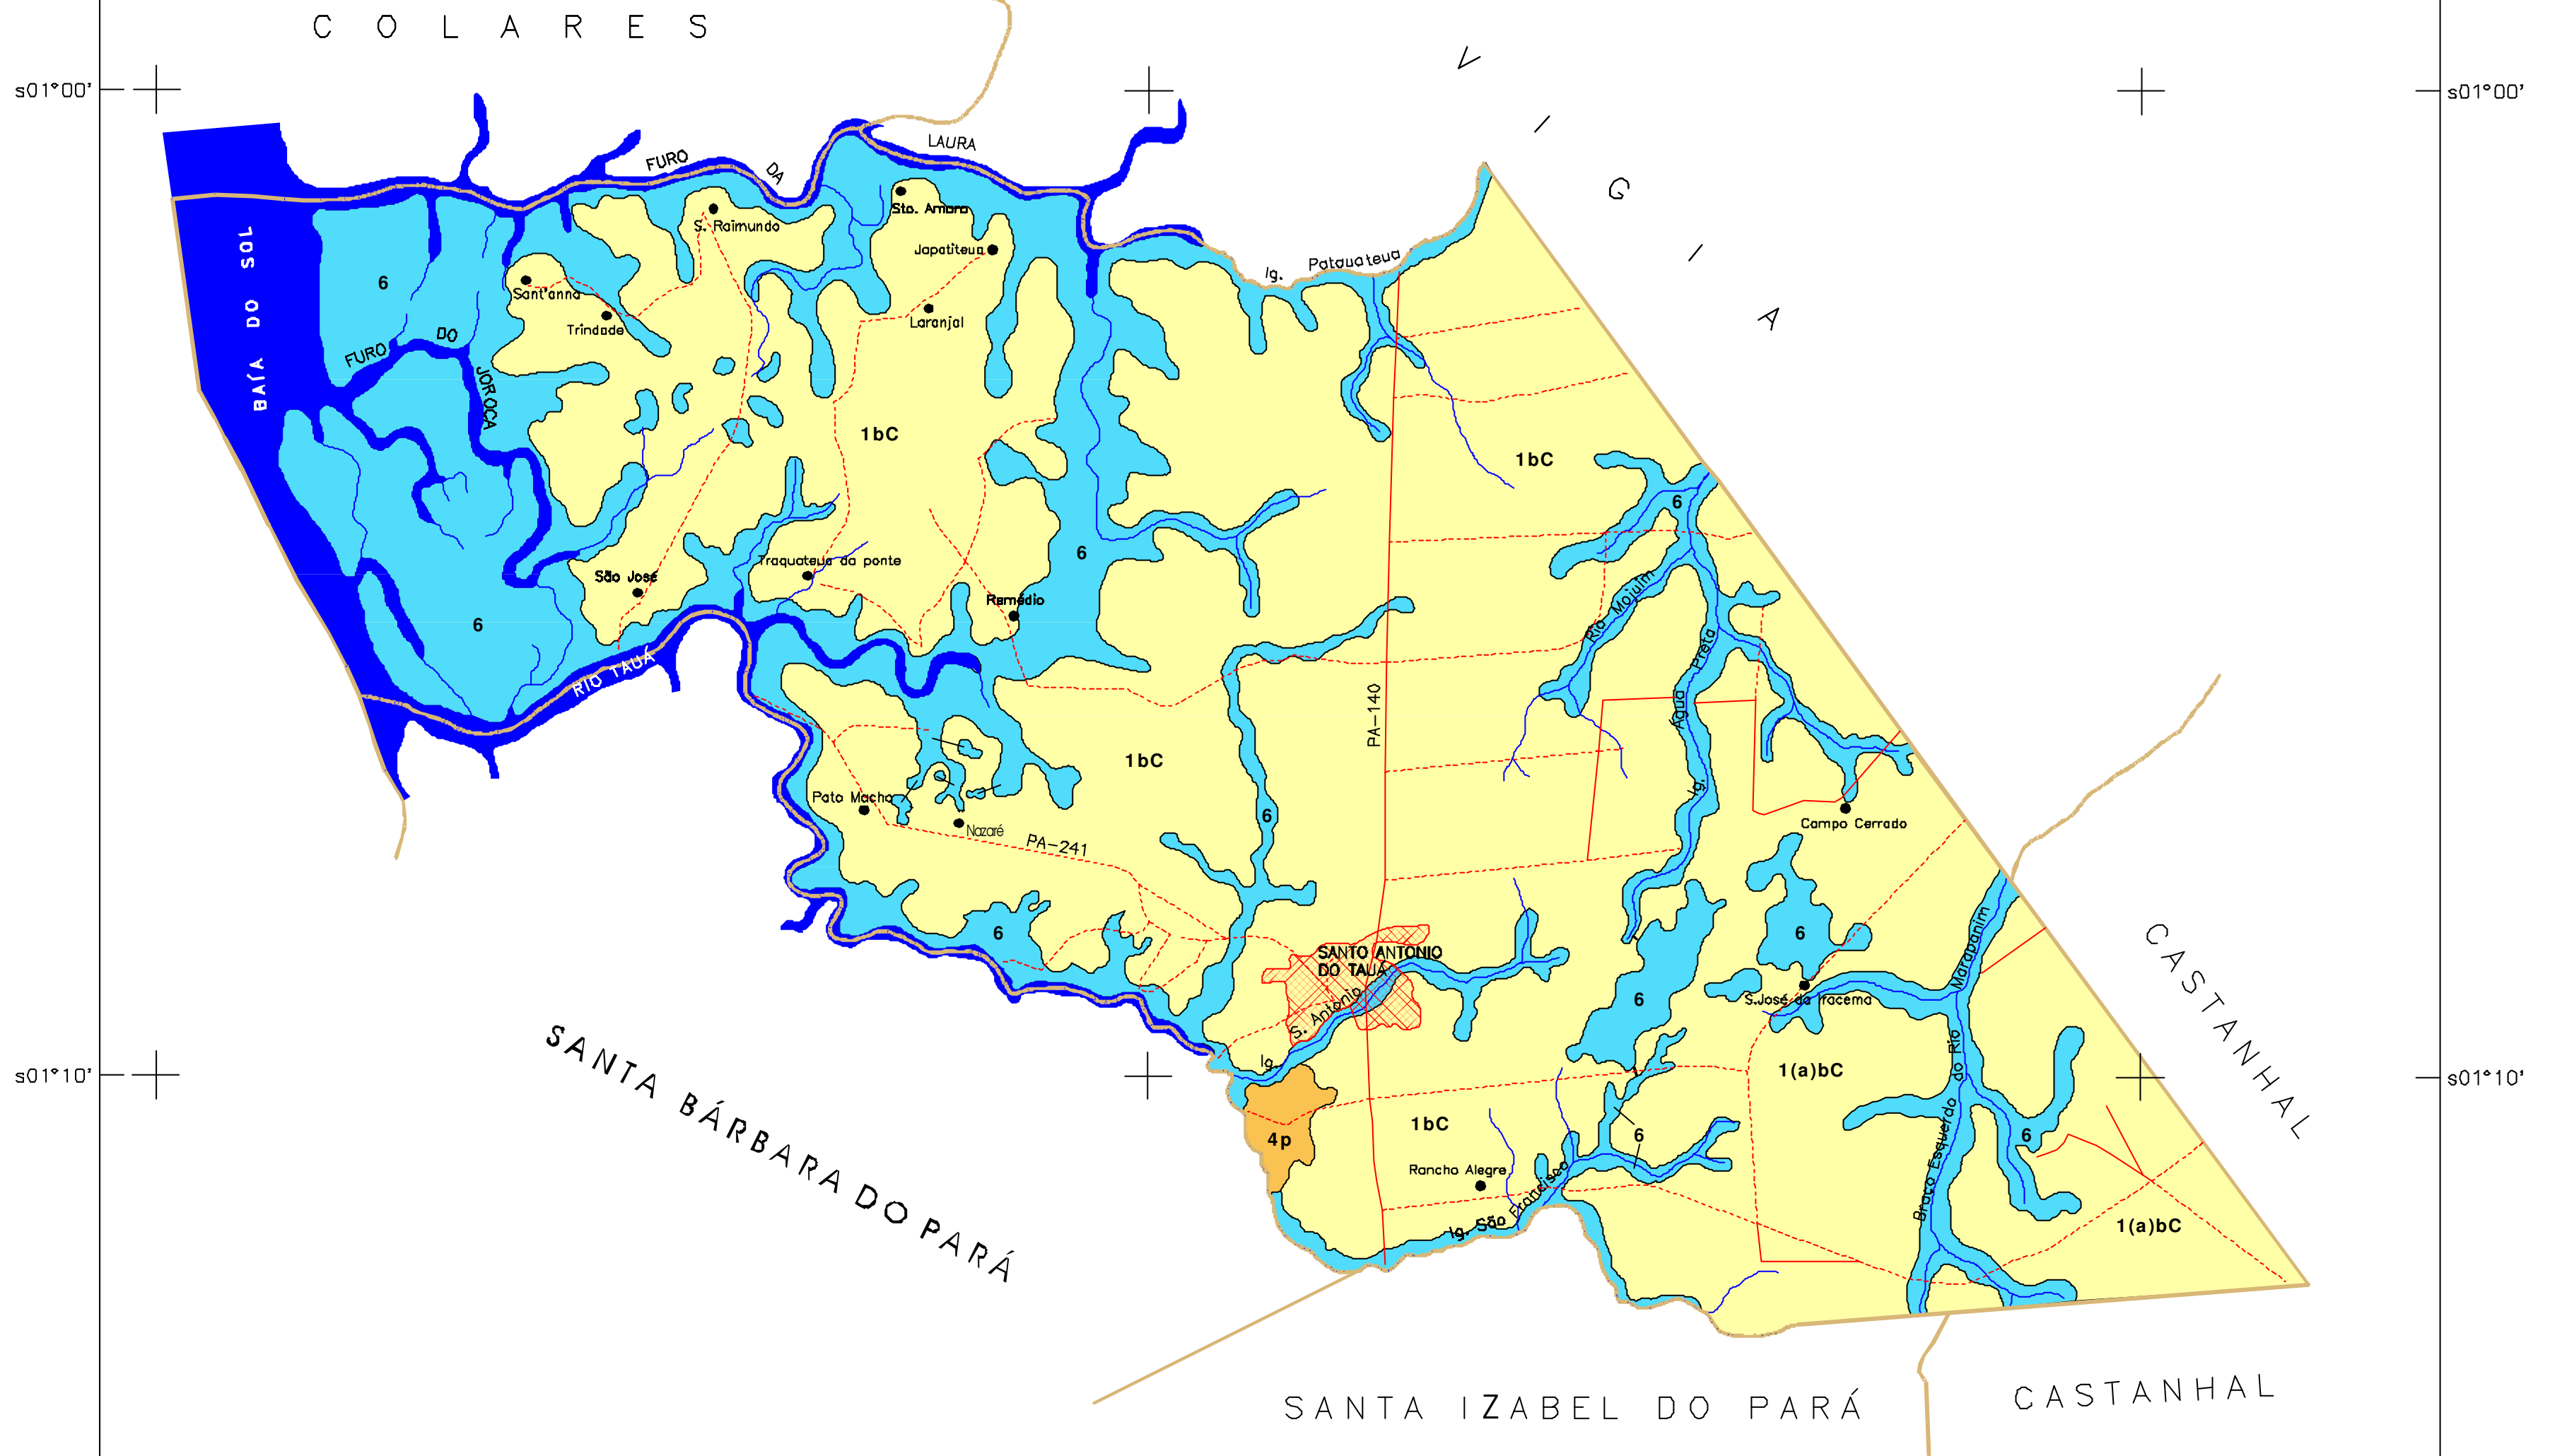 COLARES
VIGIA
s01°00'
s01°00'
FURO DA LAURA
BAÍA DO SOL
6
S. Raimundo
Sto. Amaro
Japatiteua
Laranjal
Sant'anna
Trindade
Ig. Patauateua
FURO DO JOROCA
1bC
1bC
6
6
Traquateua da ponte
São José
Remédio
6
RIO TAUÁ
Rio Mojuim
Ig. Água Preta
PA-140
1bC
Pato Macho
Nazaré
PA-241
6
Campo Cerrado
6
6
SANTO ANTONIO
DO TAUÁ
Ig. S. Antonio
6
S.José da Iracema
Marapanim
CASTANHAL
SANTA BÁRBARA DO PARÁ
s01°10'
s01°10'
1(a)bC
Braço Esquerdo do Rio
4p
1bC
6
6
Rancho Alegre
Ig. São Francisco
1(a)bC
SANTA IZABEL DO PARÁ
CASTANHAL